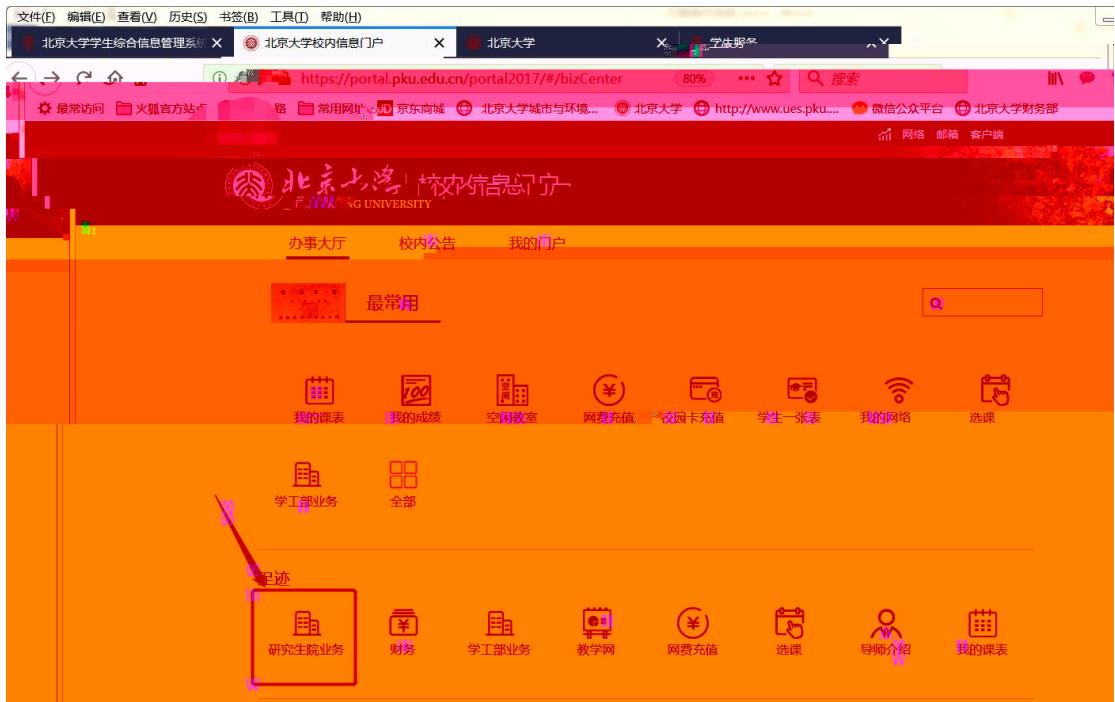 文件(F) 编辑(E) 查看(V) 历史(S) 书签(B) 工具(T) 帮助(H)
北京大学学生综合信息管理系统 北京大学校内信息门户 北京大学
https://portal.pku.edu.cn/portal2017/#/bizCenter 80% 搜索
最常访问 火狐官方站点 常用网址 JD 京东商城 北京大学城市与环境... 北京大学 http://www.ues.pku.... 微信公众平台 北京大学财务部
网络 邮箱 客户端
北京大学 校内信息门户
UNIVERSITY
办事大厅 校内公告 我的门户
最常用
我的课表 我的成绩 空闲教室 网费充值 校园卡充值 学生一张表 我的网络 选课
学工部业务 全部
足迹
研究生院业务 财务 学工部业务 教学网 网费充值 选课 导师介绍 我的课表